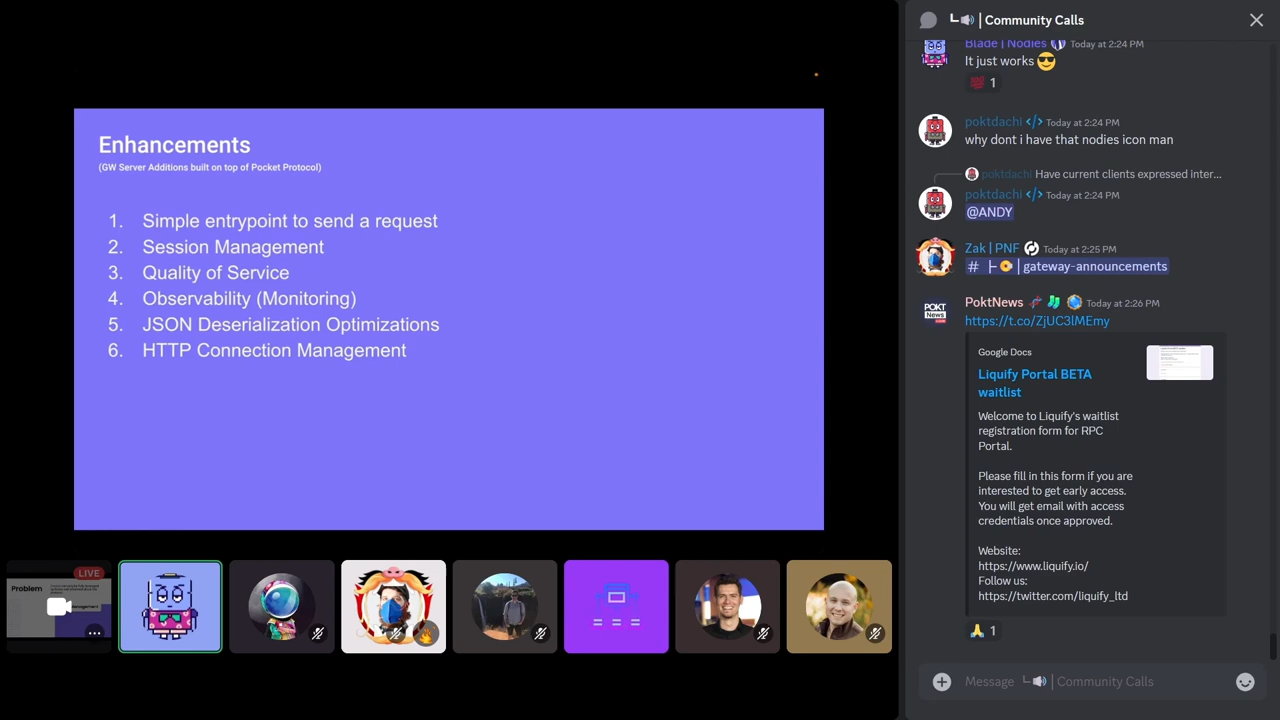 Enhancements
(GW Server Additions built on top of Pocket Protocol)
1. Simple entrypoint to send a request
2. Session Management
3. Quality of Service
4. Observability (Monitoring)
5. JSON Deserialization Optimizations
6. HTTP Connection Management
LIVE
Problem
| Community Calls
Blade | Nodies Today at 2:24 PM
It just works 😎
💯 1
poktdachi </> Today at 2:24 PM
why dont i have that nodies icon man
poktdachi Have current clients expressed inter...
poktdachi </> Today at 2:24 PM
@ANDY
Zak | PNF Today at 2:25 PM
# ├ | gateway-announcements
POKT
News
PoktNews Today at 2:26 PM
https://t.co/ZjUC3lMEmy
Google Docs
Liquify Portal BETA
waitlist
Welcome to Liquify's waitlist
registration form for RPC
Portal.
Please fill in this form if you are
interested to get early access.
You will get email with access
credentials once approved.
Website:
https://www.liquify.io/
Follow us:
https://twitter.com/liquify_ltd
🙏 1
Message └🔊 | Community Calls